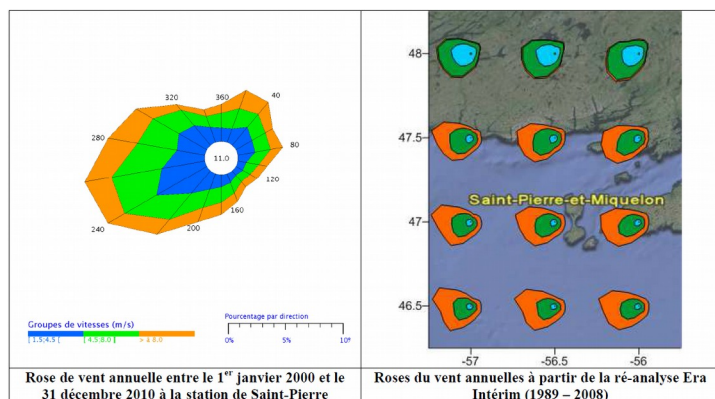 320
360
40
280
80
11.0
120
160
240
200
Groupes de vitesses (m/s)
[ 1.5;4.5 [
[ 4.5;8.0 ]
> à 8.0
Pourcentage par direction
0%
5%
10%
48
47.5
47
46.5
-57
-56.5
-56
Saint-Pierre-et-Miquelon
Rose de vent annuelle entre le 1er janvier 2000 et le
31 décembre 2010 à la station de Saint-Pierre
Roses du vent annuelles à partir de la ré-analyse Era
Intérim (1989 – 2008)